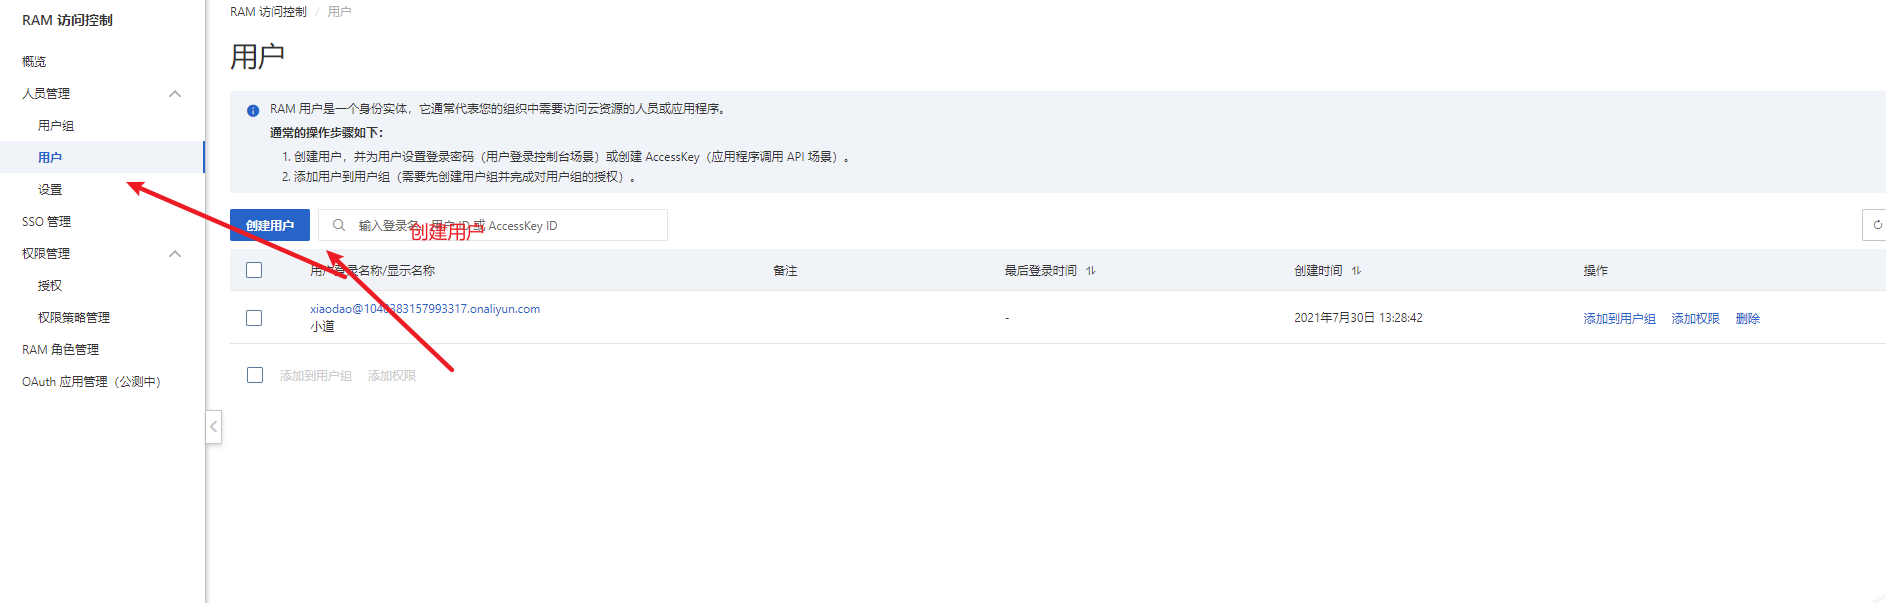 RAM 访问控制
概览
人员管理
用户组
用户
设置
SSO 管理
权限管理
授权
权限策略管理
RAM 角色管理
OAuth 应用管理（公测中）
RAM 访问控制 / 用户
用户
RAM 用户是一个身份实体，它通常代表您的组织中需要访问云资源的人员或应用程序。
通常的操作步骤如下：
1. 创建用户，并为用户设置登录密码（用户登录控制台场景）或创建 AccessKey（应用程序调用 API 场景）。
2. 添加用户到用户组（需要先创建用户组并完成对用户组的授权）。
创建用户
输入登录名、用户 ID 或 AccessKey ID
创建用户
用户登录名称/显示名称 备注 最后登录时间 创建时间 操作
xiaodao@1040383157993317.onaliyun.com
小道
- 2021年7月30日 13:28:42 添加到用户组 添加权限 删除
添加到用户组 添加权限